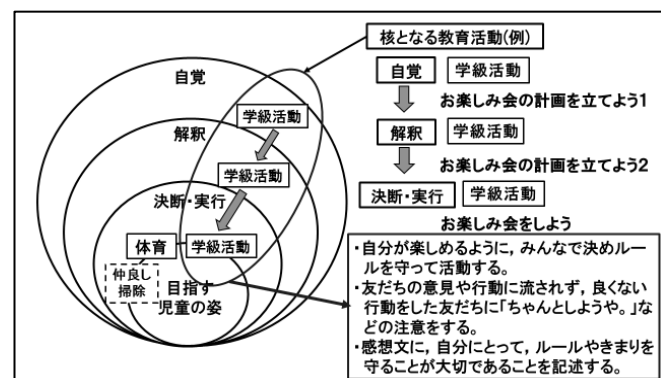 核となる教育活動(例)
自覚
学級活動
お楽しみ会の計画を立てよう1
解釈
学級活動
お楽しみ会の計画を立てよう2
決断・実行
学級活動
お楽しみ会をしよう
自覚
学級活動
解釈
学級活動
決断・実行
体育
学級活動
仲良し
掃除
目指す
児童の姿
・自分が楽しめるように，みんなで決めルー
ルを守って活動する。
・友だちの意見や行動に流されず，良くない
行動をした友だちに「ちゃんとしようや。」な
どの注意をする。
・感想文に，自分にとって，ルールやきまりを
守ることが大切であることを記述する。